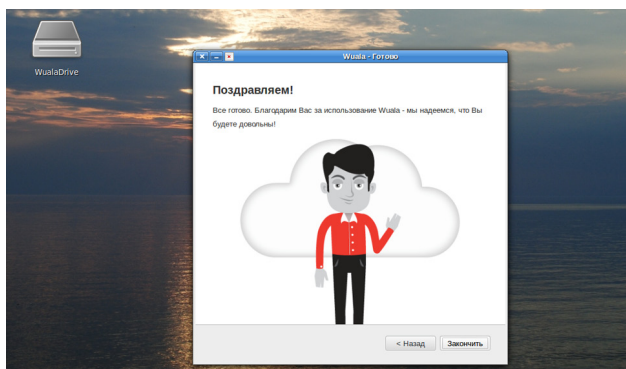 WualaDrive
Wuala - Готово
Поздравляем!
Все готово. Благодарим Вас за использование Wuala - мы надеемся, что Вы
будете довольны!
< Назад
Закончить